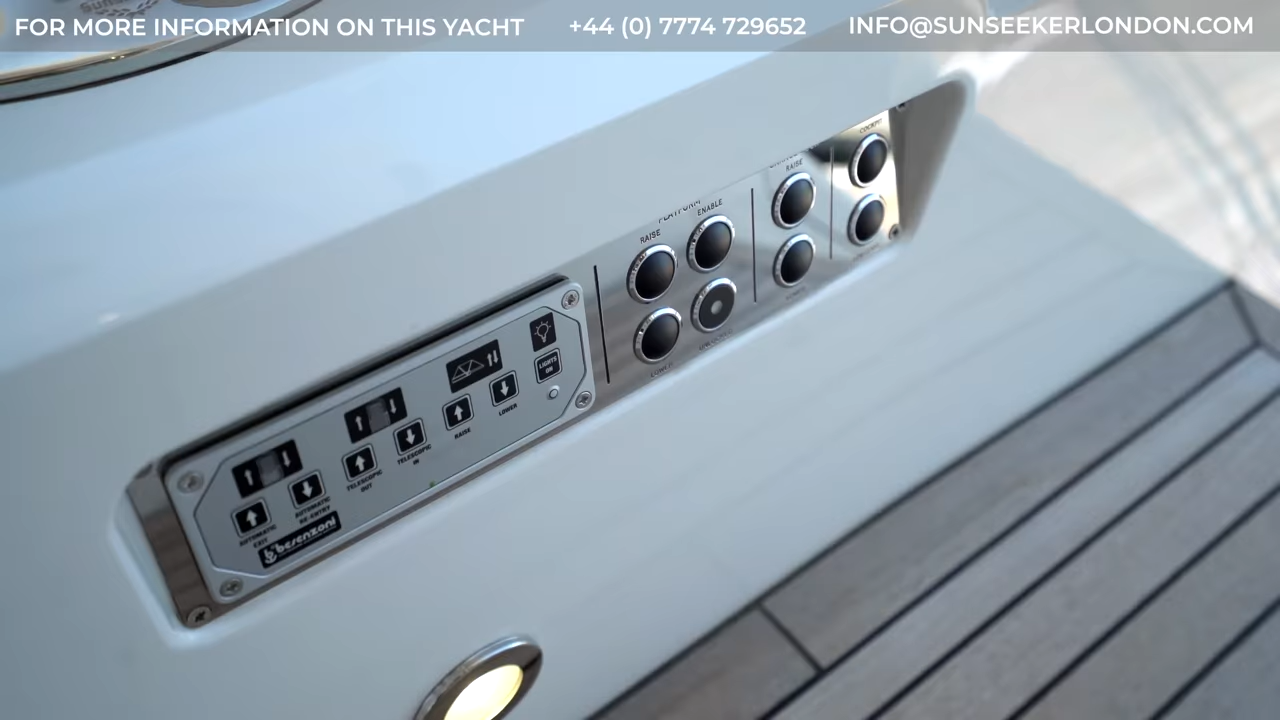 FOR MORE INFORMATION ON THIS YACHT +44 (0) 7774 729652 INFO@SUNSEEKERLONDON.COM
COCKPIT
RAISE
PLATFORM
RAISE ENABLE
LOWER
LIGHTS
ON
LOWER
RAISE
TELESCOPIC
IN
TELESCOPIC
OUT
AUTOMATIC
RE-ENTRY
AUTOMATIC
EXIT
besenzoni